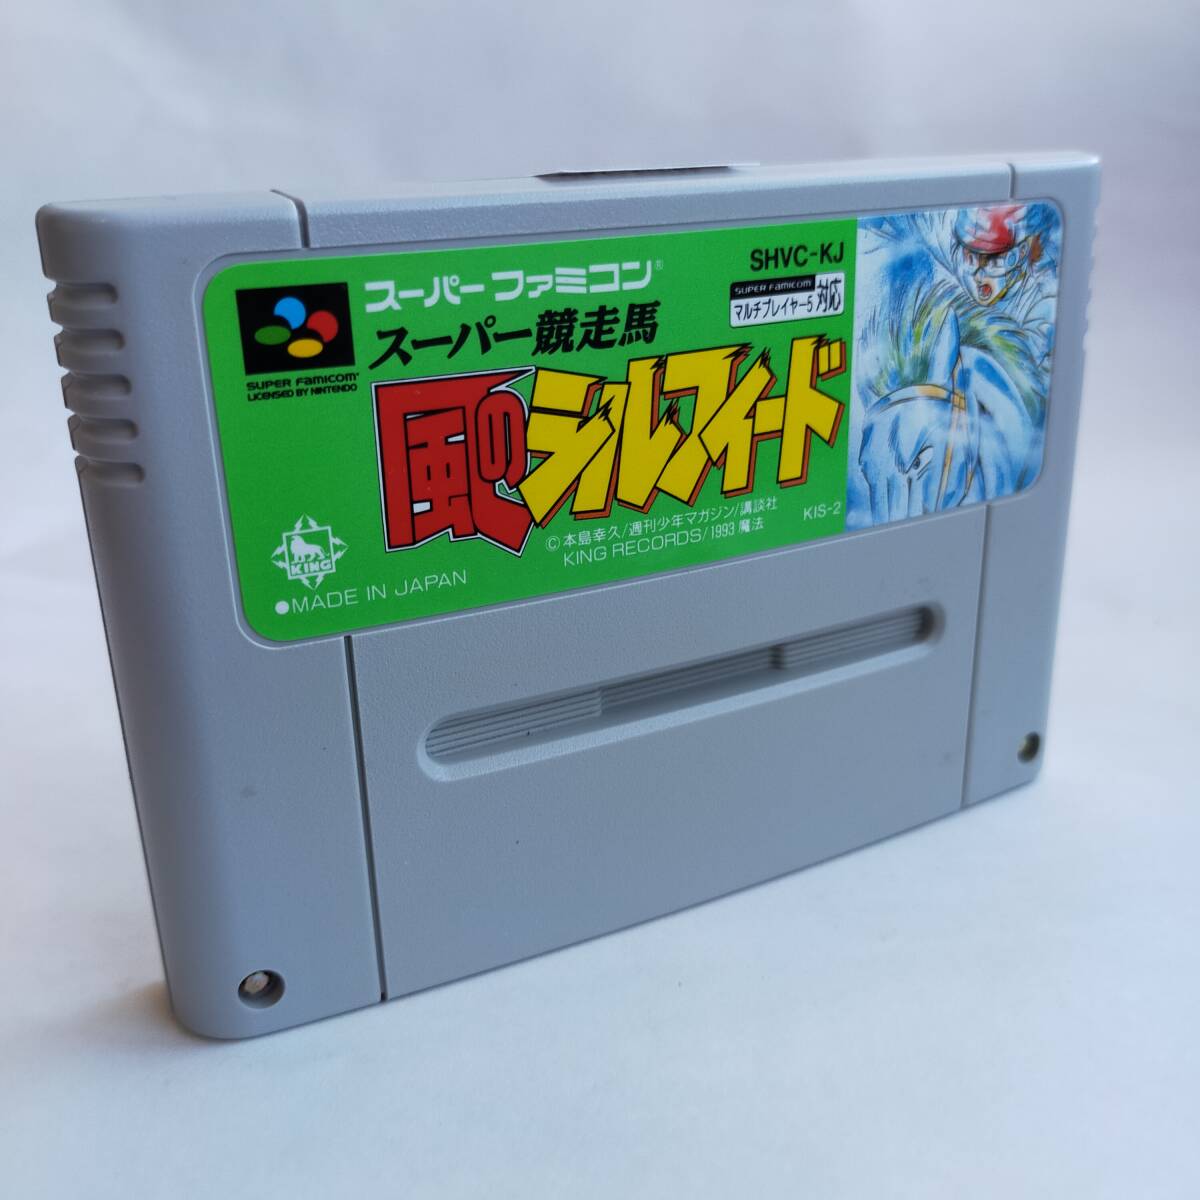 スーパーファミコン®
SHVC-KJ
SUPER FAMICOM
マルチプレイヤー5対応
スーパー競走馬
風のシルフィード
SUPER FAMICOM
LICENSED BY NINTENDO
©本島幸久/週刊少年マガジン/講談社
KING RECORDS/1993 魔法
KIS-2
KING
●MADE IN JAPAN